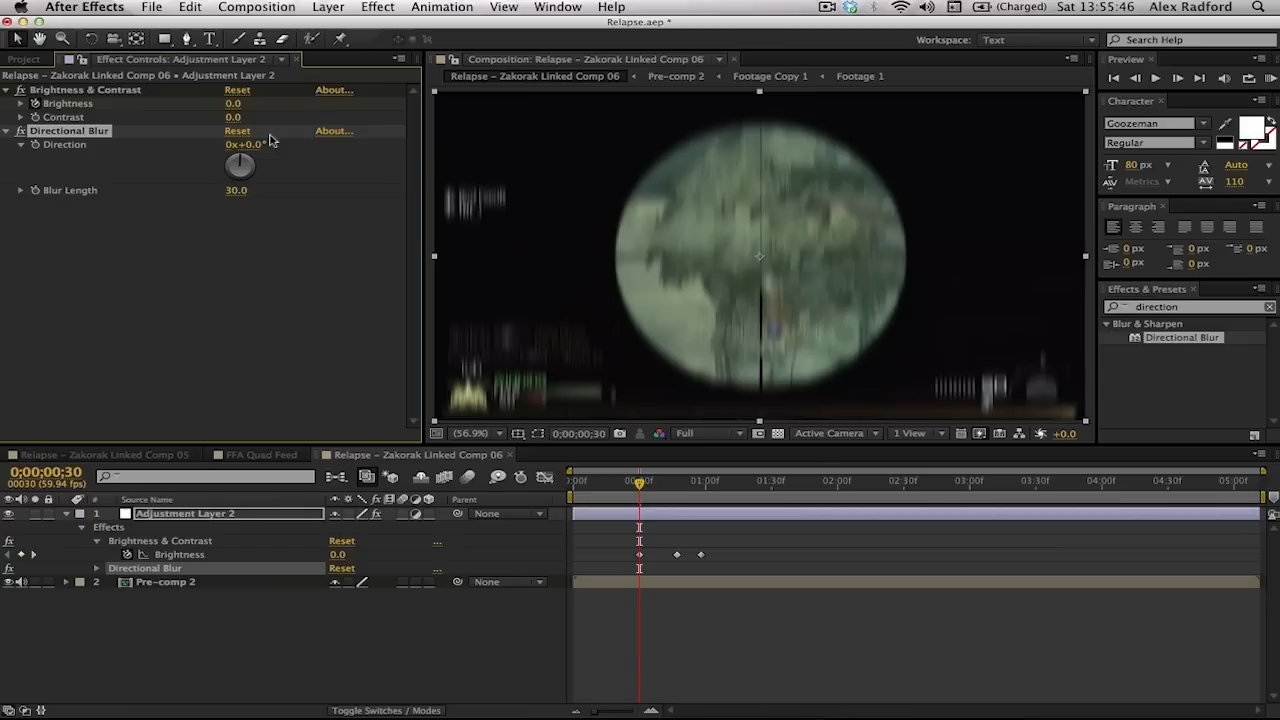 After Effects File Edit Composition Layer Effect Animation View Window Help (Charged) Sat 13:55:46 Alex Radford
Relapse.aep *
Workspace: Text Search Help
Project Effect Controls: Adjustment Layer 2 Composition: Relapse – Zakorak Linked Comp 06 Preview
Relapse – Zakorak Linked Comp 06 • Adjustment Layer 2 Relapse – Zakorak Linked Comp 06 Pre-comp 2 Footage Copy 1 Footage 1
fx Brightness & Contrast Reset About...
Brightness 0.0
Contrast 0.0
fx Directional Blur Reset About...
Direction 0x+0.0°
Blur Length 30.0
Character
Goozeman
Regular
80 px Auto
Metrics 110
Paragraph
0 px 0 px 0 px
0 px 0 px
Effects & Presets
direction
Blur & Sharpen
Directional Blur
(56.9%) 0;00;00;30 Full Active Camera 1 View +0.0
Relapse – Zakorak Linked Comp 05 FFA Quad Feed Relapse – Zakorak Linked Comp 06
0;00;00;30
00030 (59.94 fps)
01:00f 01:30f 02:00f 02:30f 03:00f 03:30f 04:00f 04:30f 05:00f
# Source Name fx Parent
1 Adjustment Layer 2 fx None
Effects
fx Brightness & Contrast Reset ...
Brightness 0.0
fx Directional Blur Reset ...
2 Pre-comp 2 None
Toggle Switches / Modes